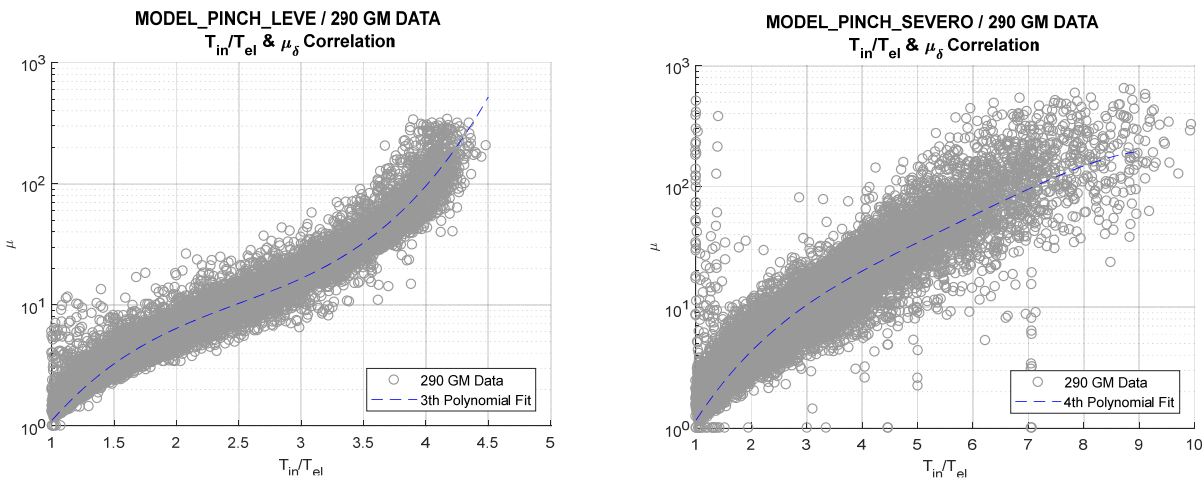 MODEL_PINCH_LEVE / 290 GM DATA
T_in/T_el & μ_δ Correlation
10^3
10^2
10^1
10^0
μ
1 1.5 2 2.5 3 3.5 4 4.5 5
T_in/T_el
290 GM Data
3th Polynomial Fit
MODEL_PINCH_SEVERO / 290 GM DATA
T_in/T_el & μ_δ Correlation
10^3
10^2
10^1
10^0
μ
1 2 3 4 5 6 7 8 9 10
T_in/T_el
290 GM Data
4th Polynomial Fit